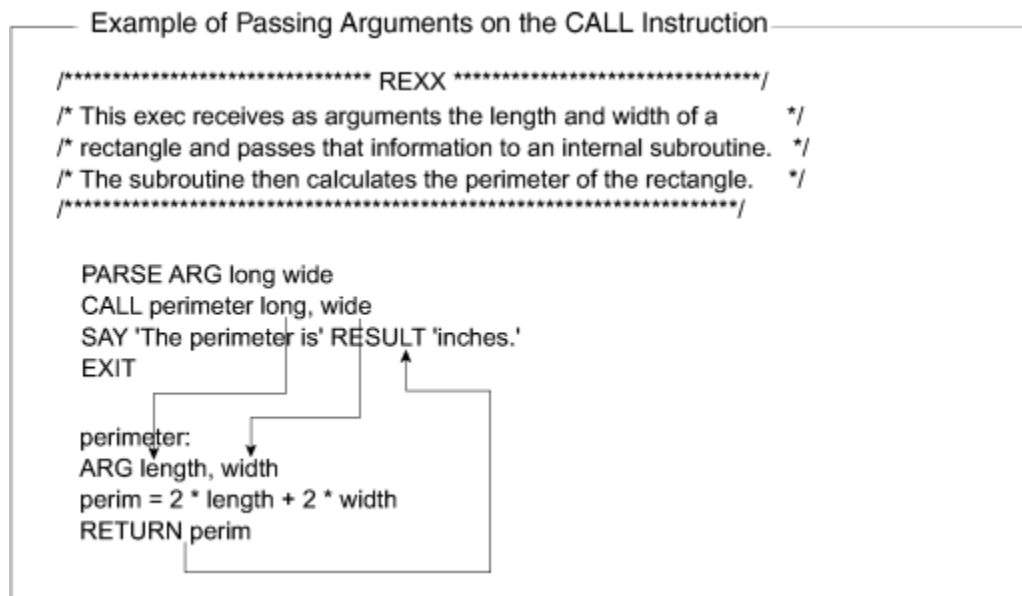 Example of Passing Arguments on the CALL Instruction
/******************************** REXX ********************************/
/* This exec receives as arguments the length and width of a */
/* rectangle and passes that information to an internal subroutine. */
/* The subroutine then calculates the perimeter of the rectangle. */
/**********************************************************************/
PARSE ARG long wide
CALL perimeter long, wide
SAY 'The perimeter is' RESULT 'inches.'
EXIT
perimeter:
ARG length, width
perim = 2 * length + 2 * width
RETURN perim